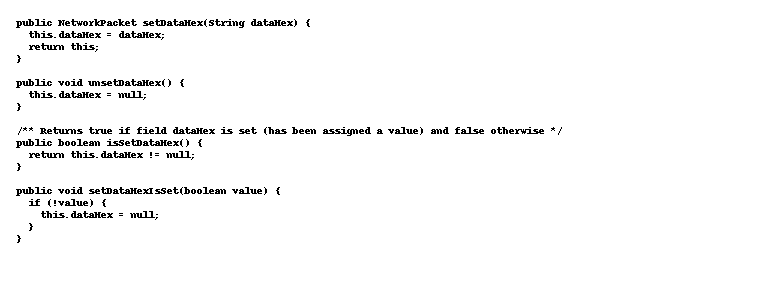 public NetworkPacket setDataHex(String dataHex) {
  this.dataHex = dataHex;
  return this;
}

public void unsetDataHex() {
  this.dataHex = null;
}

/** Returns true if field dataHex is set (has been assigned a value) and false otherwise */
public boolean isSetDataHex() {
  return this.dataHex != null;
}

public void setDataHexIsSet(boolean value) {
  if (!value) {
    this.dataHex = null;
  }
}